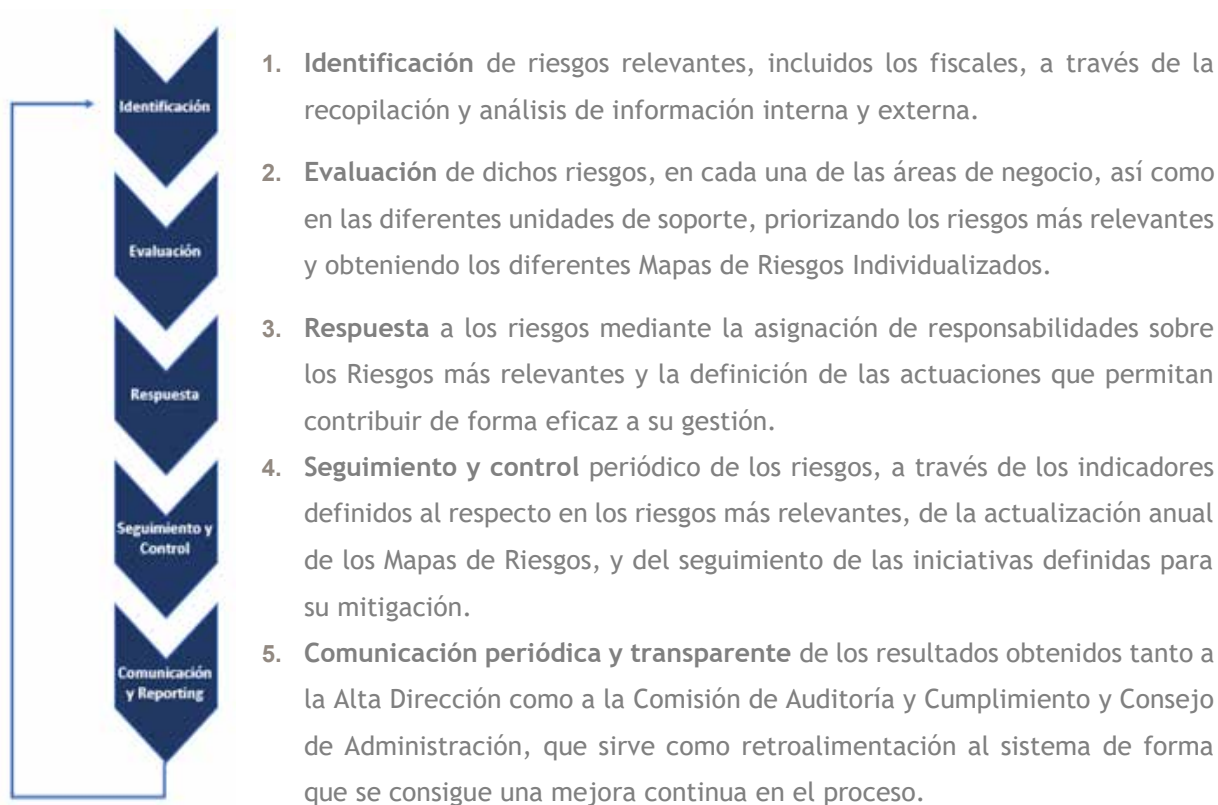 Identificación
Evaluación
Respuesta
Seguimiento y
Control
Comunicación
y Reporting
1. Identificación de riesgos relevantes, incluidos los fiscales, a través de la
recopilación y análisis de información interna y externa.
2. Evaluación de dichos riesgos, en cada una de las áreas de negocio, así como
en las diferentes unidades de soporte, priorizando los riesgos más relevantes
y obteniendo los diferentes Mapas de Riesgos Individualizados.
3. Respuesta a los riesgos mediante la asignación de responsabilidades sobre
los Riesgos más relevantes y la definición de las actuaciones que permitan
contribuir de forma eficaz a su gestión.
4. Seguimiento y control periódico de los riesgos, a través de los indicadores
definidos al respecto en los riesgos más relevantes, de la actualización anual
de los Mapas de Riesgos, y del seguimiento de las iniciativas definidas para
su mitigación.
5. Comunicación periódica y transparente de los resultados obtenidos tanto a
la Alta Dirección como a la Comisión de Auditoría y Cumplimiento y Consejo
de Administración, que sirve como retroalimentación al sistema de forma
que se consigue una mejora continua en el proceso.